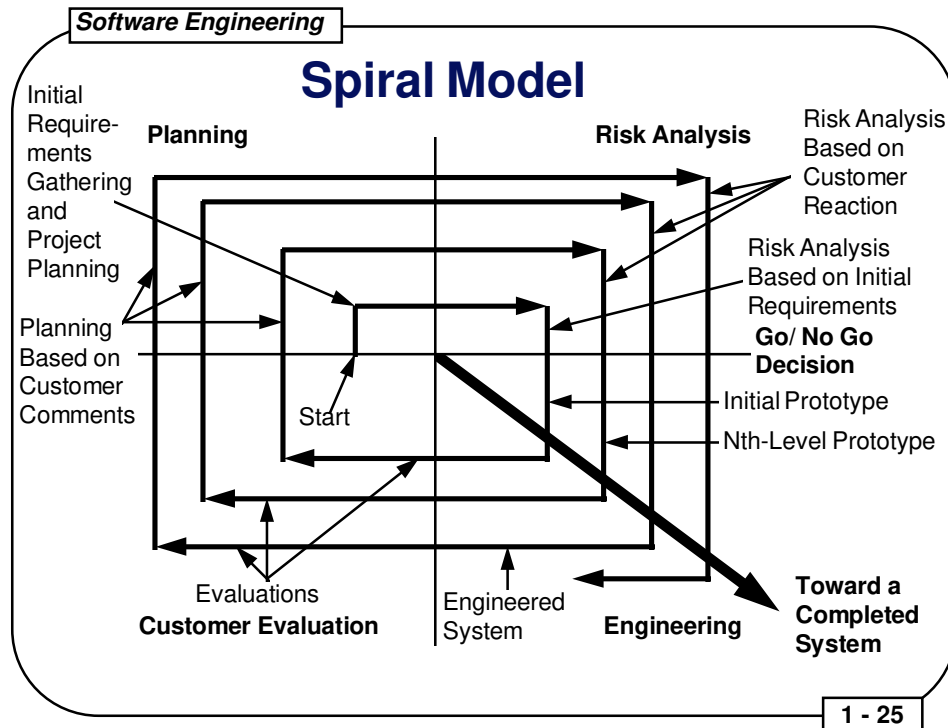 Software Engineering
Spiral Model
Initial
Require-
ments
Gathering
and
Project
Planning
Planning
Risk Analysis
Risk Analysis
Based on
Customer
Reaction
Risk Analysis
Based on Initial
Requirements
Go/ No Go
Decision
Planning
Based on
Customer
Comments
Start
Initial Prototype
Nth-Level Prototype
Evaluations
Customer Evaluation
Engineered
System
Engineering
Toward a
Completed
System
1 - 25